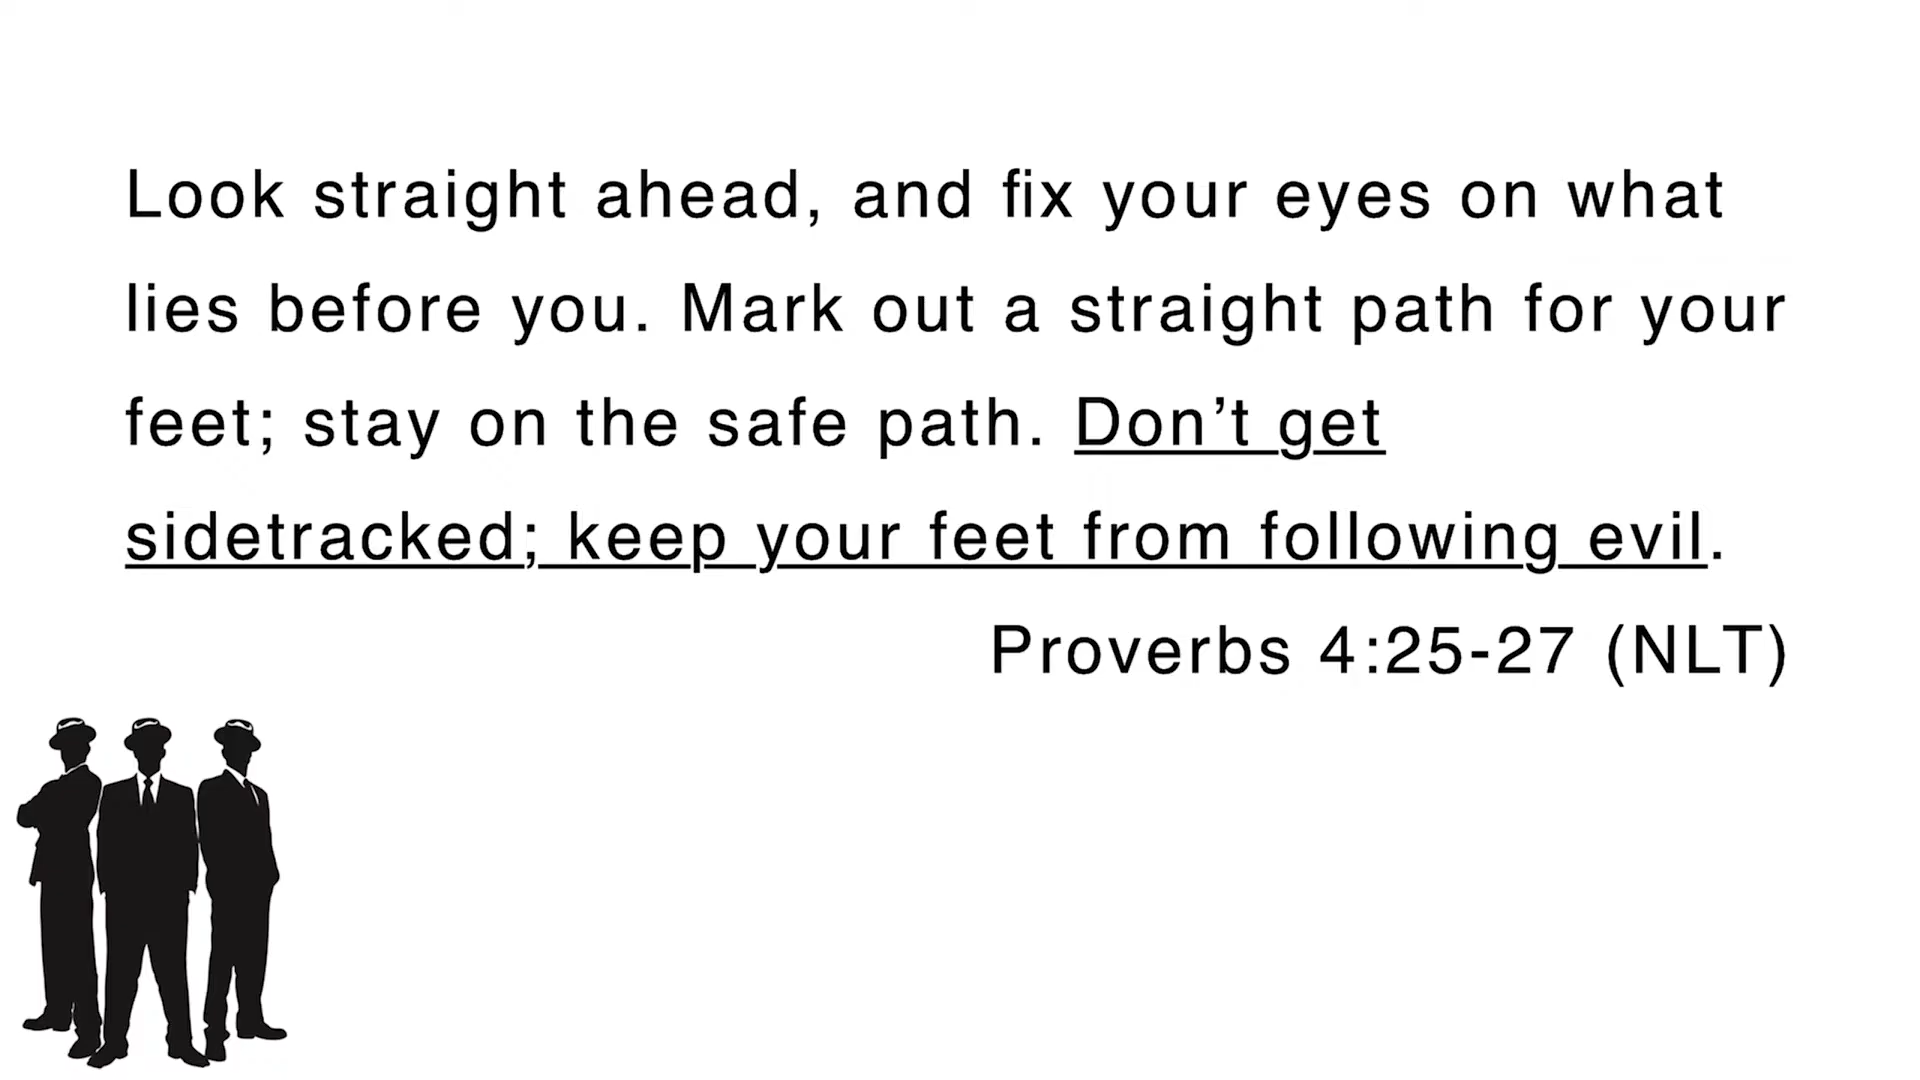 Look straight ahead, and fix your eyes on what
lies before you. Mark out a straight path for your
feet; stay on the safe path. Don’t get
sidetracked; keep your feet from following evil.
Proverbs 4:25-27 (NLT)